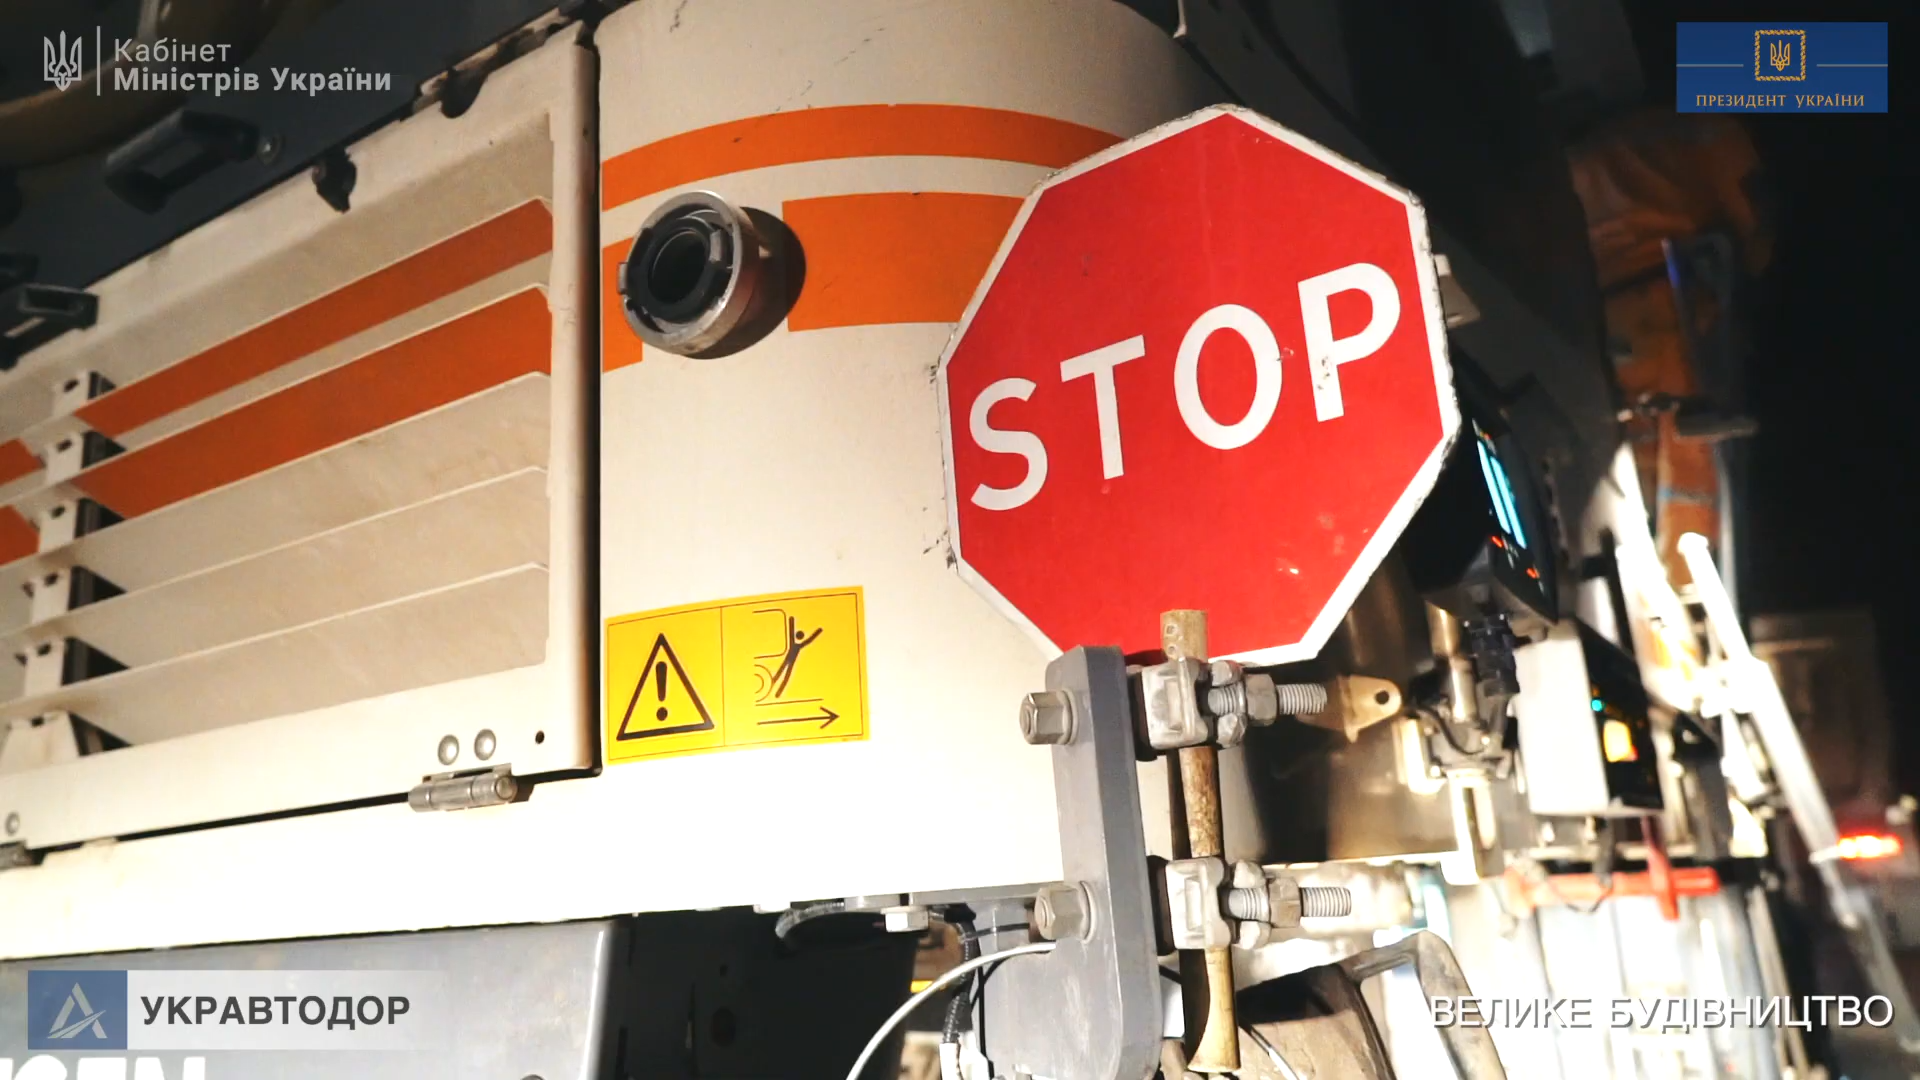 Кабінет
Міністрів України
ПРЕЗИДЕНТ УКРАЇНИ
STOP
УКРАВТОДОР
ВЕЛИКЕ БУДІВНИЦТВО